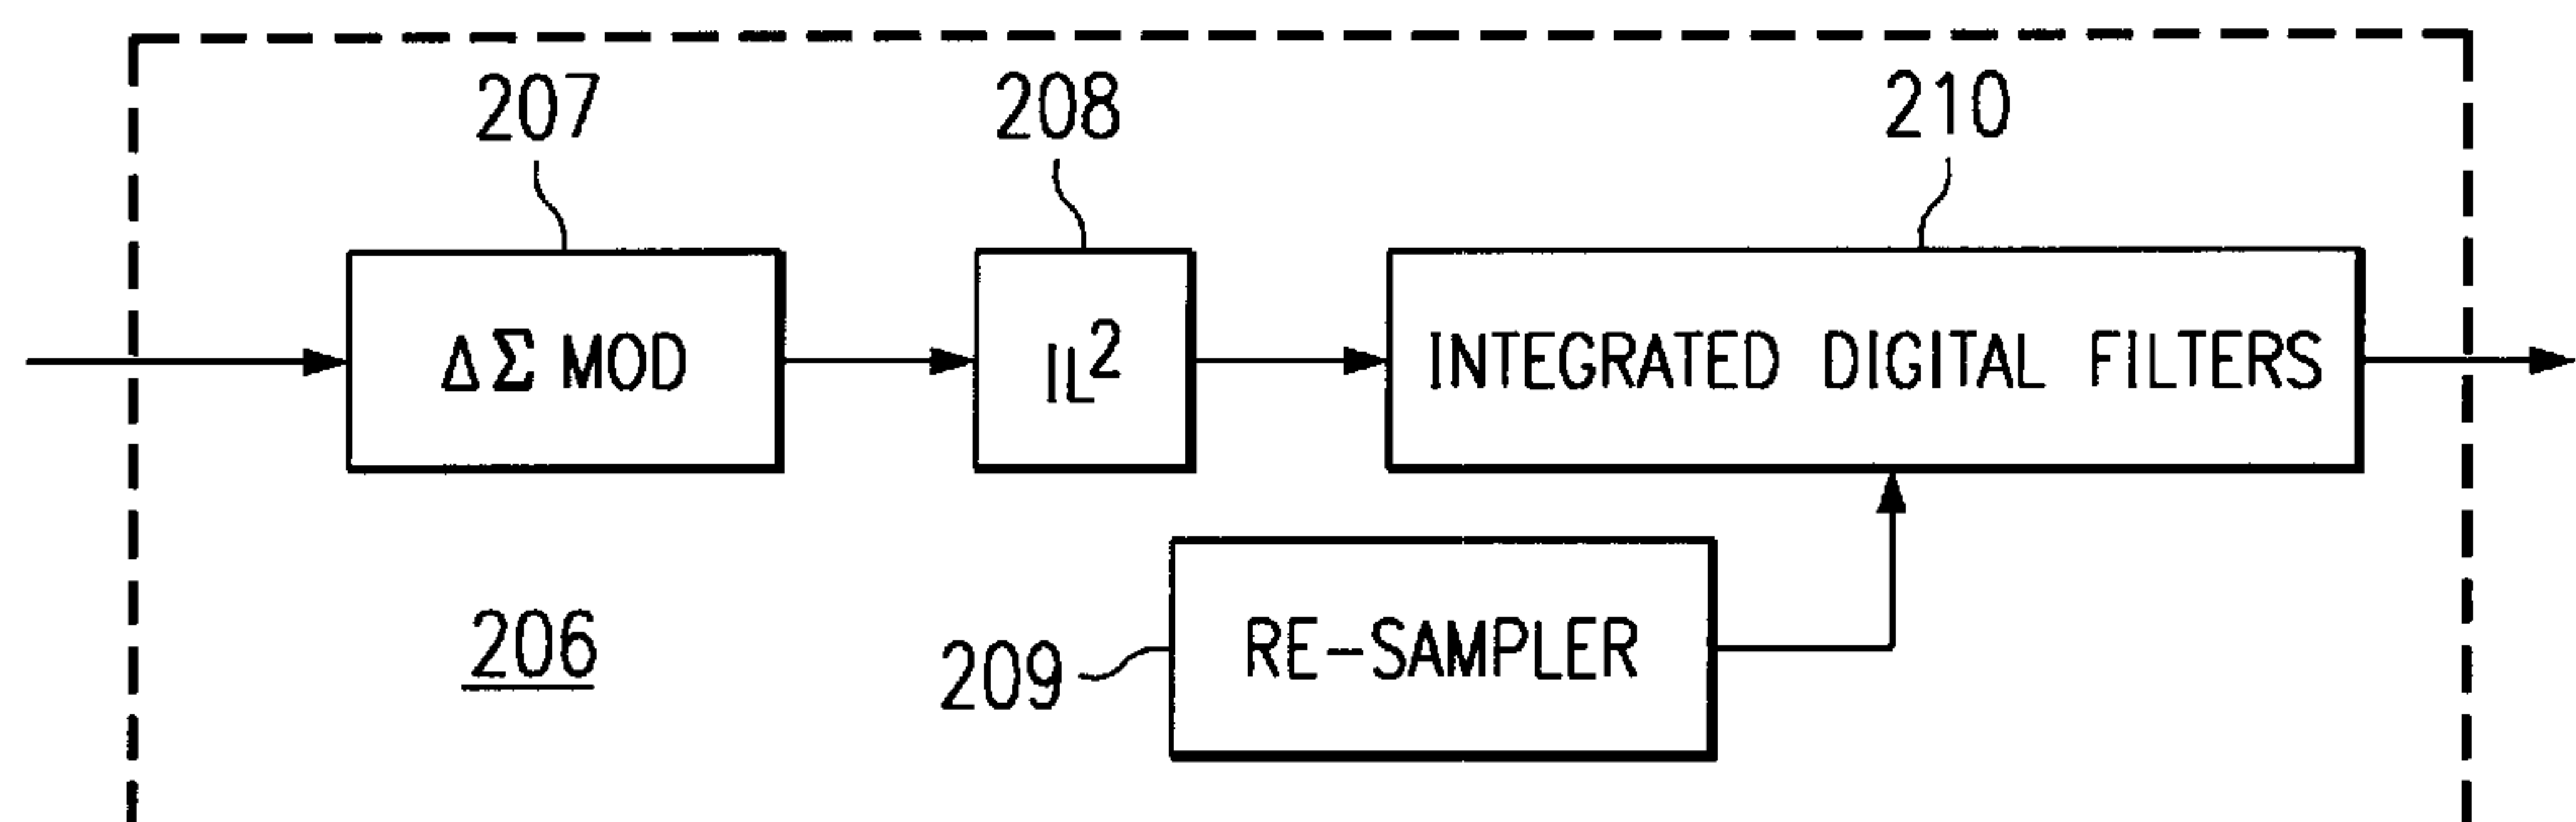 207
208
210
ΔΣ MOD
IL²
INTEGRATED DIGITAL FILTERS
206
209
RE-SAMPLER